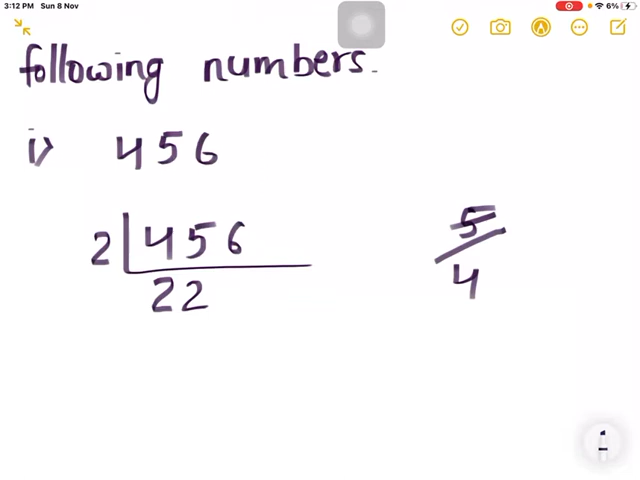 3:12 PM Sun 8 Nov 6%
following numbers.
i) 456
2 | 456 5
22 4